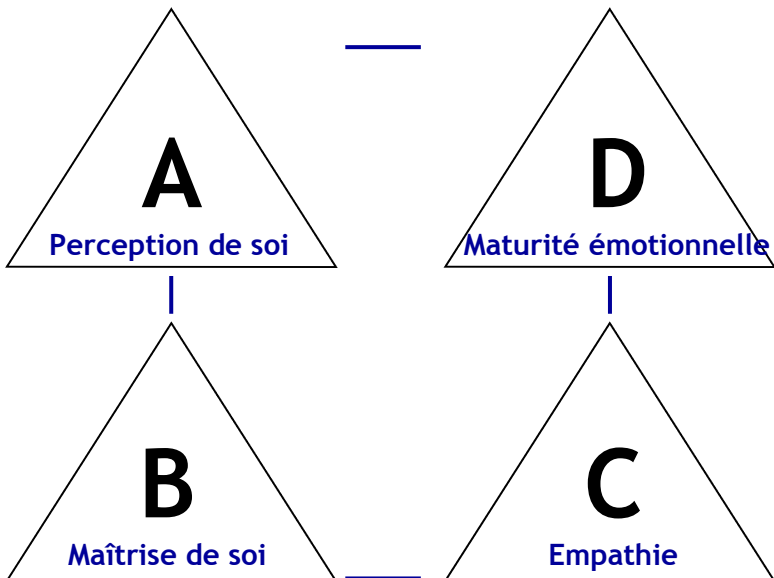 A
Perception de soi
D
Maturité émotionnelle
B
Maîtrise de soi
C
Empathie